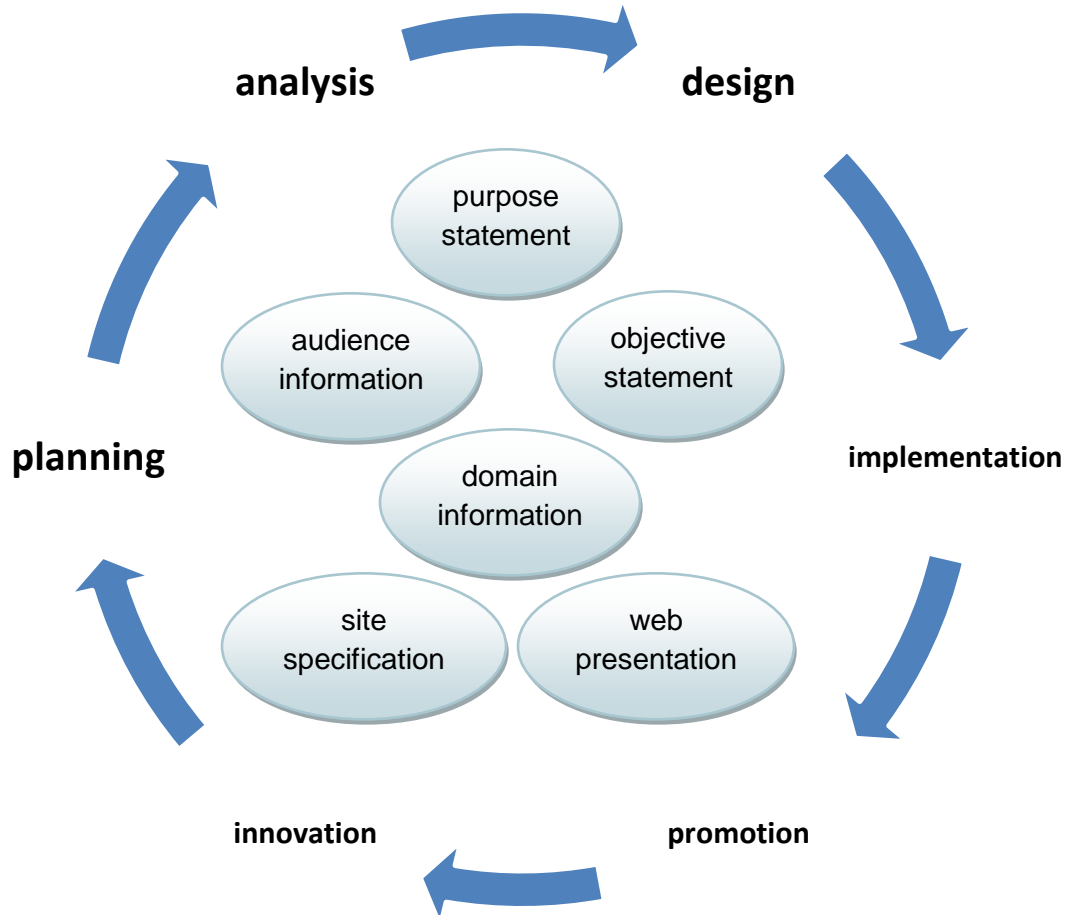 analysis
design
purpose
statement
audience
information
objective
statement
planning
implementation
domain
information
site
specification
web
presentation
innovation
promotion